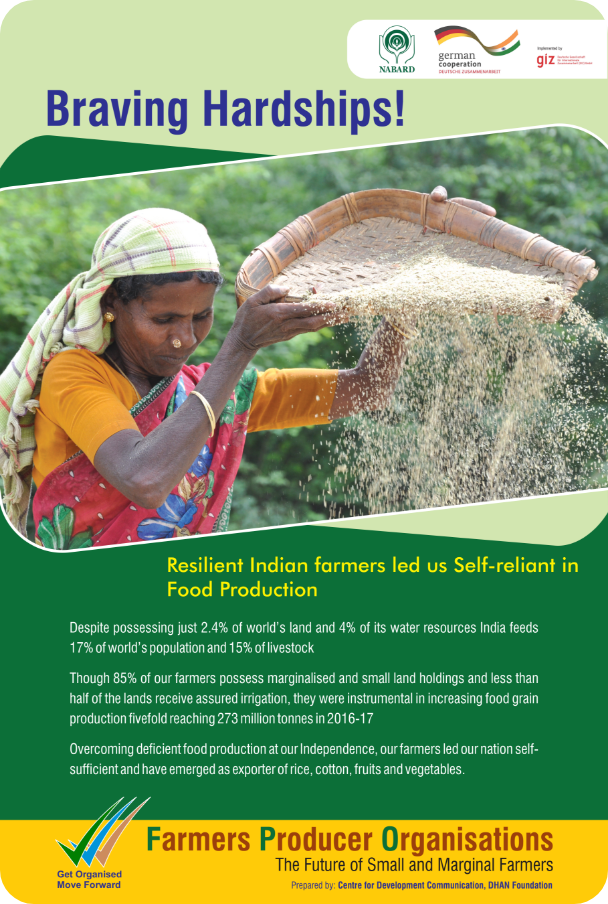 NABARD
german
cooperation
DEUTSCHE ZUSAMMENARBEIT
Implemented by
giz
Braving Hardships!
Resilient Indian farmers led us Self-reliant in
Food Production
Despite possessing just 2.4% of world's land and 4% of its water resources India feeds
17% of world's population and 15% of livestock
Though 85% of our farmers possess marginalised and small land holdings and less than
half of the lands receive assured irrigation, they were instrumental in increasing food grain
production fivefold reaching 273 million tonnes in 2016-17
Overcoming deficient food production at our Independence, our farmers led our nation self-
sufficient and have emerged as exporter of rice, cotton, fruits and vegetables.
Get Organised
Move Forward
Farmers Producer Organisations
The Future of Small and Marginal Farmers
Prepared by: Centre for Development Communication, DHAN Foundation